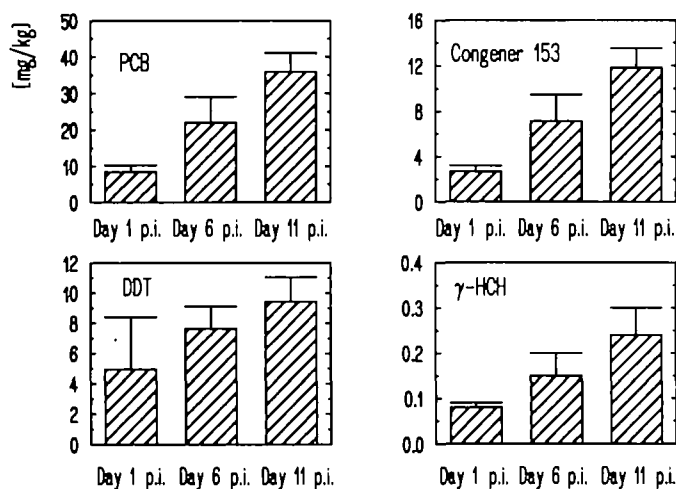 [mg/kg]
50
40
30
20
10
0
PCB
Day 1 p.i. Day 6 p.i. Day 11 p.i.
16
12
8
4
0
Congener 153
Day 1 p.i. Day 6 p.i. Day 11 p.i.
12
10
8
6
4
2
0
DDT
Day 1 p.i. Day 6 p.i. Day 11 p.i.
0.4
0.3
0.2
0.1
0.0
γ-HCH
Day 1 p.i. Day 6 p.i. Day 11 p.i.